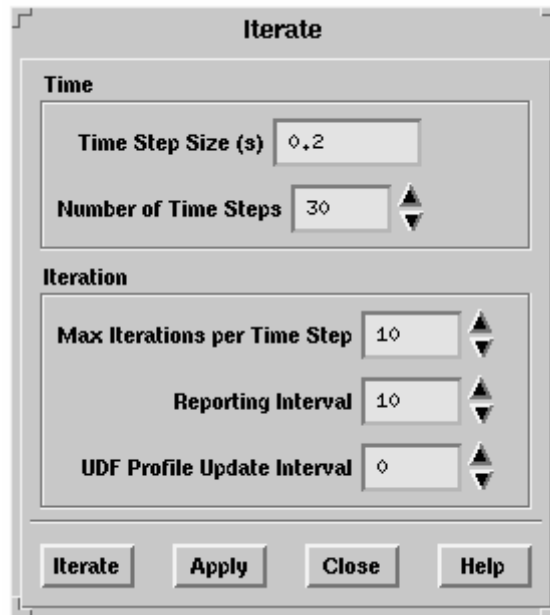 Iterate
Time
Time Step Size (s) 0.2
Number of Time Steps 30
Iteration
Max Iterations per Time Step 10
Reporting Interval 10
UDF Profile Update Interval 0
Iterate Apply Close Help